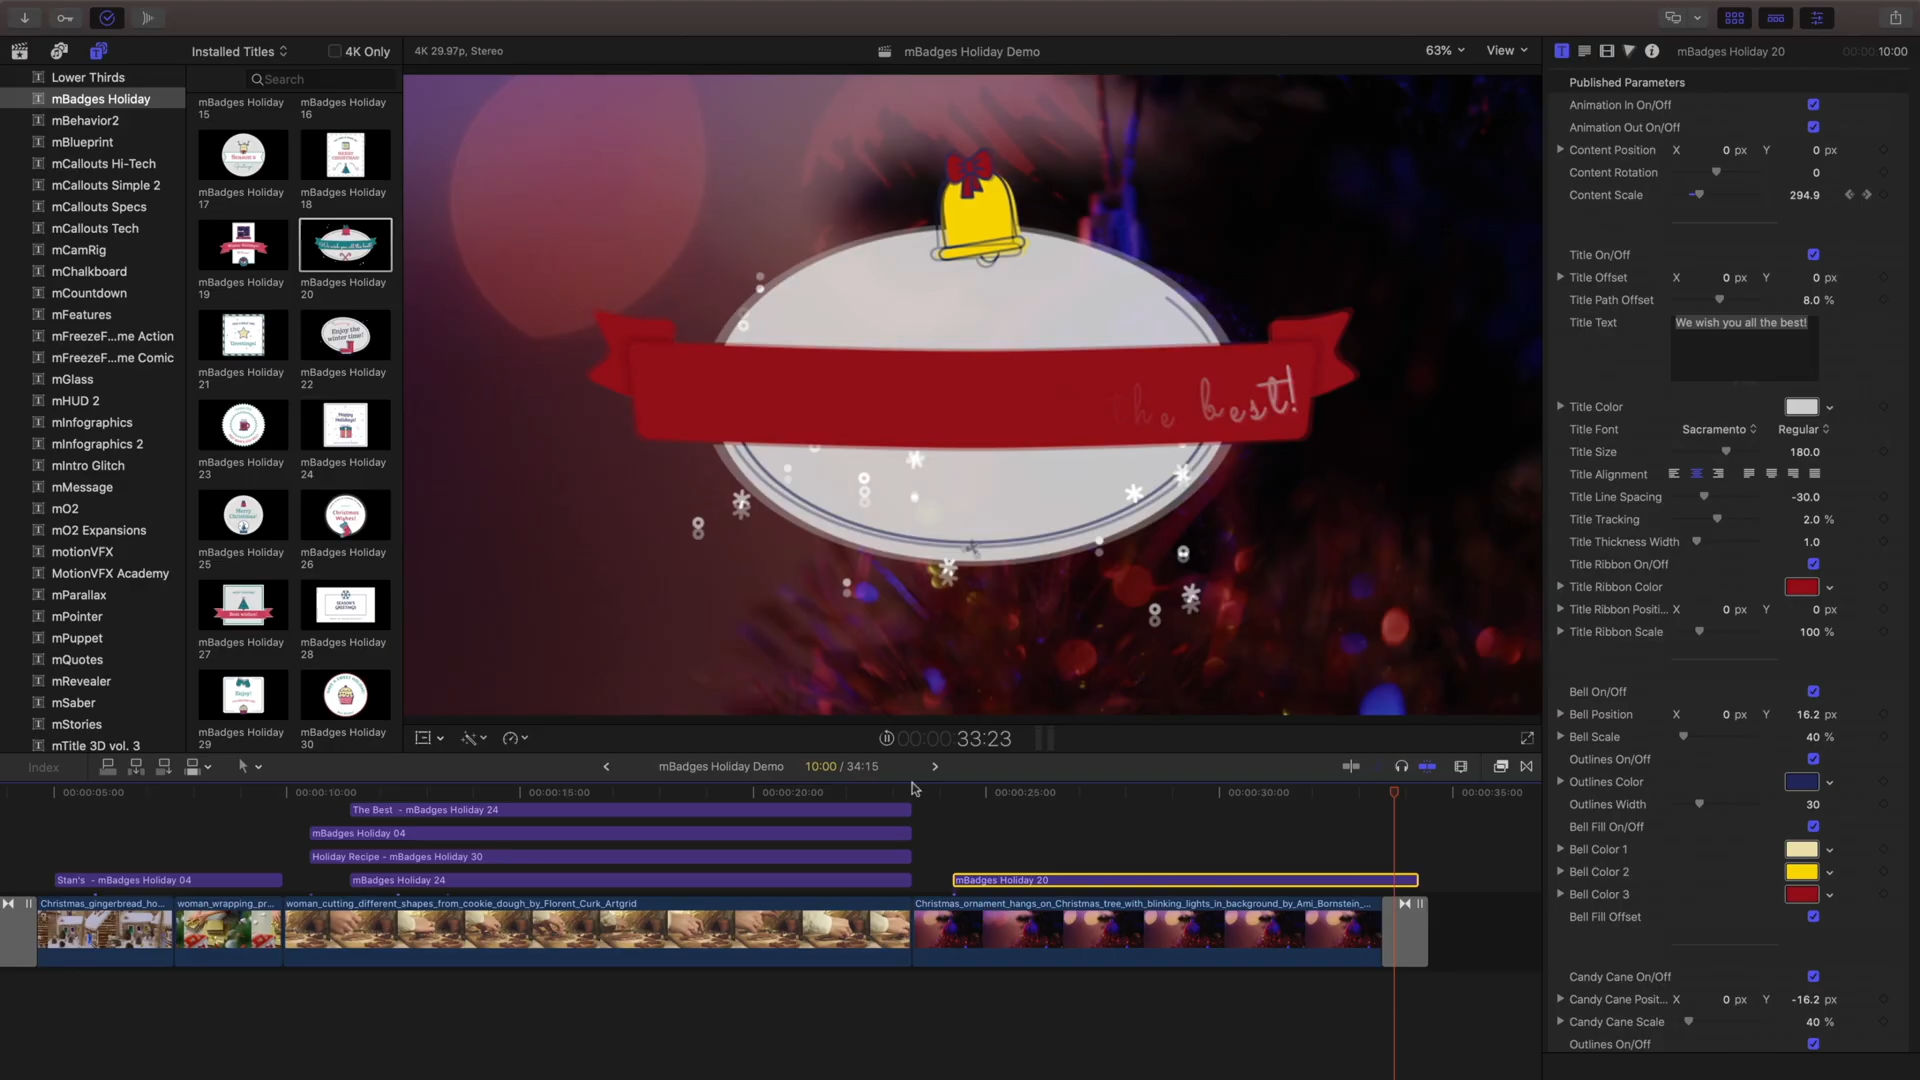 Installed Titles
4K Only
4K 29.97p, Stereo
mBadges Holiday Demo
63%
View
mBadges Holiday 20
00:00:10:00
Search
Lower Thirds
mBadges Holiday
mBehavior2
mBlueprint
mCallouts Hi-Tech
mCallouts Simple 2
mCallouts Specs
mCallouts Tech
mCamRig
mChalkboard
mCountdown
mFeatures
mFreezeF...me Action
mFreezeF...me Comic
mGlass
mHUD 2
mInfographics
mInfographics 2
mIntro Glitch
mMessage
mO2
mO2 Expansions
motionVFX
MotionVFX Academy
mParallax
mPointer
mPuppet
mQuotes
mRevealer
mSaber
mStories
mTitle 3D vol. 3
mBadges Holiday 15
mBadges Holiday 16
mBadges Holiday 17
mBadges Holiday 18
mBadges Holiday 19
mBadges Holiday 20
mBadges Holiday 21
Enjoy the winter time!
mBadges Holiday 22
mBadges Holiday 23
Happy Holidays!
mBadges Holiday 24
Merry Christmas!
mBadges Holiday 25
Christmas Wishes!
mBadges Holiday 26
Best wishes!
mBadges Holiday 27
SEASON'S GREETINGS!
mBadges Holiday 28
Enjoy!
mBadges Holiday 29
mBadges Holiday 30
the best!
Published Parameters
Animation In On/Off
Animation Out On/Off
Content Position X 0 px Y 0 px
Content Rotation 0
Content Scale 294.9
Title On/Off
Title Offset X 0 px Y 0 px
Title Path Offset 8.0 %
Title Text We wish you all the best!
Title Color
Title Font Sacramento Regular
Title Size 180.0
Title Alignment
Title Line Spacing -30.0
Title Tracking 2.0 %
Title Thickness Width 1.0
Title Ribbon On/Off
Title Ribbon Color
Title Ribbon Positi... X 0 px Y 0 px
Title Ribbon Scale 100 %
Bell On/Off
Bell Position X 0 px Y 16.2 px
Bell Scale 40 %
Outlines On/Off
Outlines Color
Outlines Width 30
Bell Fill On/Off
Bell Color 1
Bell Color 2
Bell Color 3
Bell Fill Offset
Candy Cane On/Off
Candy Cane Posit... X 0 px Y -16.2 px
Candy Cane Scale 40 %
Outlines On/Off
00:00:33:23
Index
mBadges Holiday Demo
10:00 / 34:15
00:00:05:00
00:00:10:00
00:00:15:00
00:00:20:00
00:00:25:00
00:00:30:00
00:00:35:00
The Best - mBadges Holiday 24
mBadges Holiday 04
Holiday Recipe - mBadges Holiday 30
Stan's - mBadges Holiday 04
mBadges Holiday 24
mBadges Holiday 20
Christmas_gingerbread_ho...
woman_wrapping_pr...
woman_cutting_different_shapes_from_cookie_dough_by_Florent_Curk_Artgrid
Christmas_ornament_hangs_on_Christmas_tree_with_blinking_lights_in_background_by_Ami_Bornstein_...